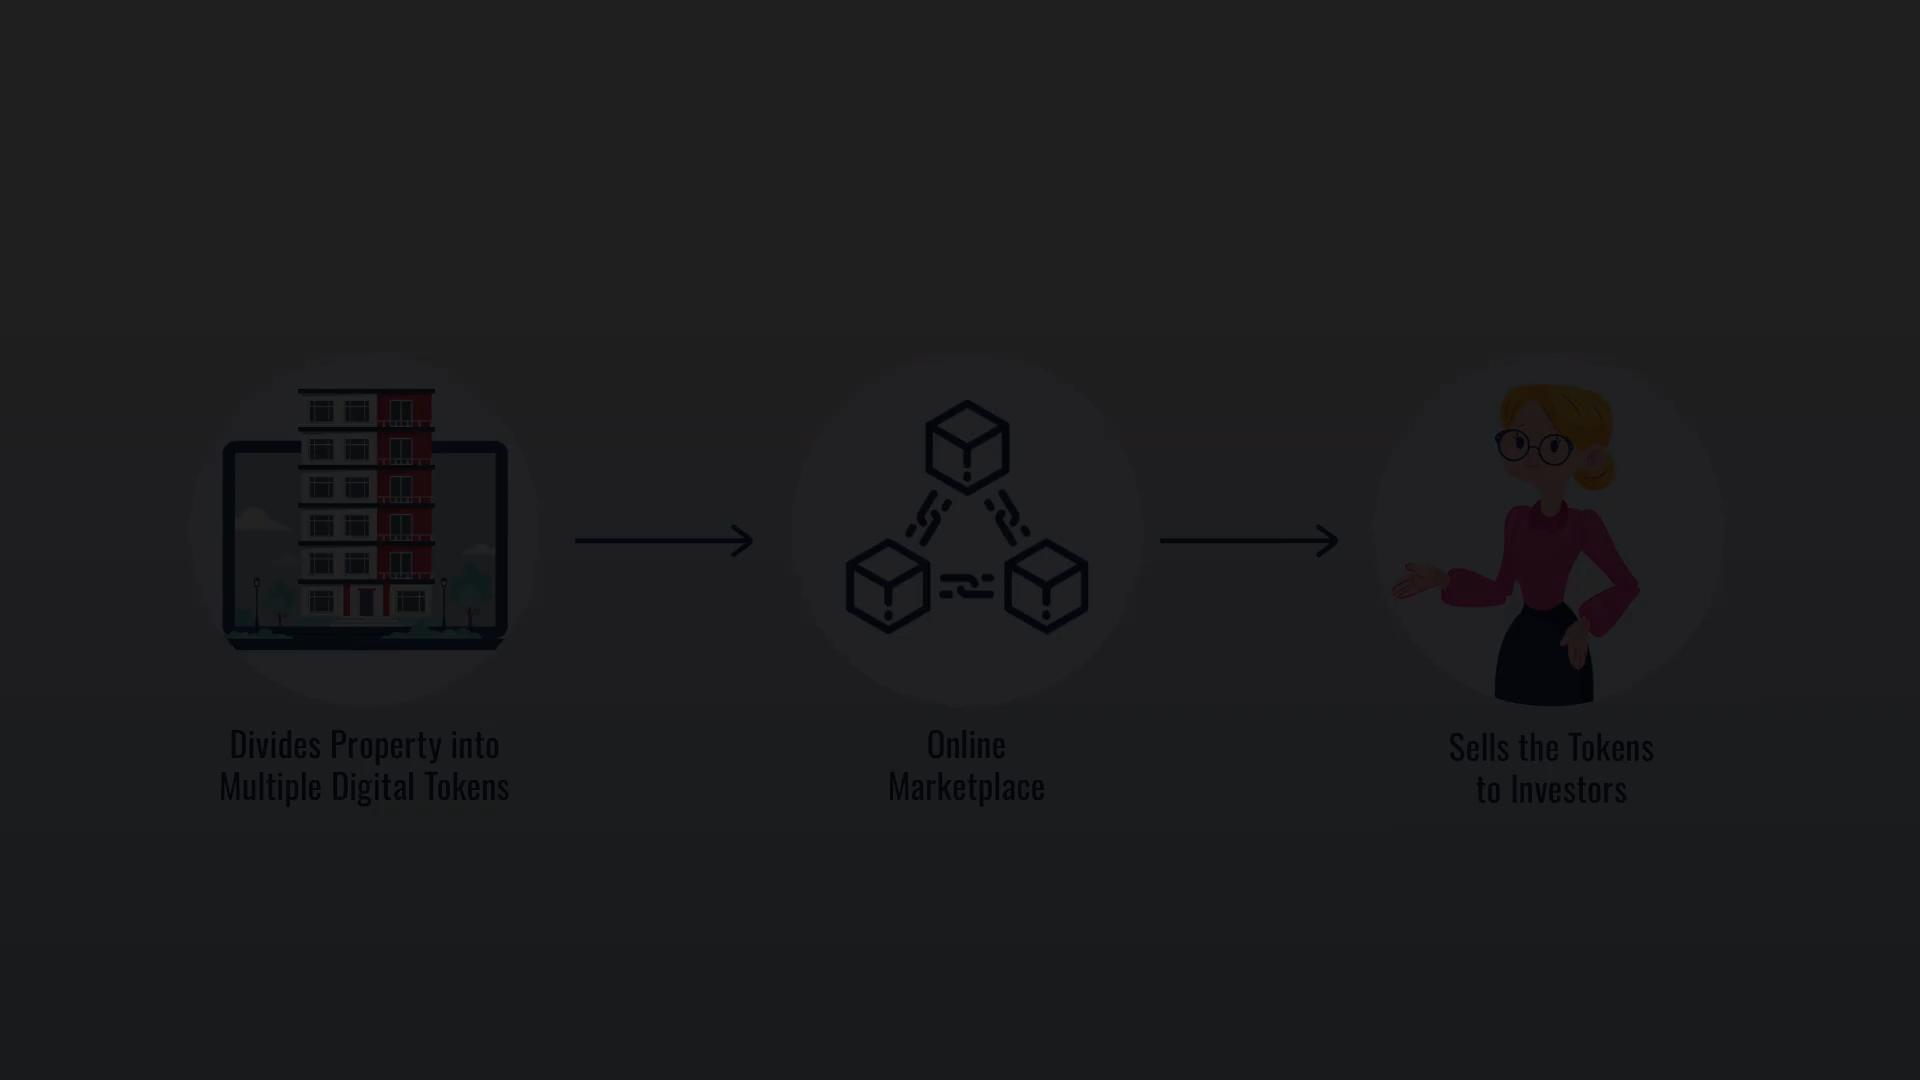 Divides Property into
Multiple Digital Tokens
Online
Marketplace
Sells the Tokens
to Investors